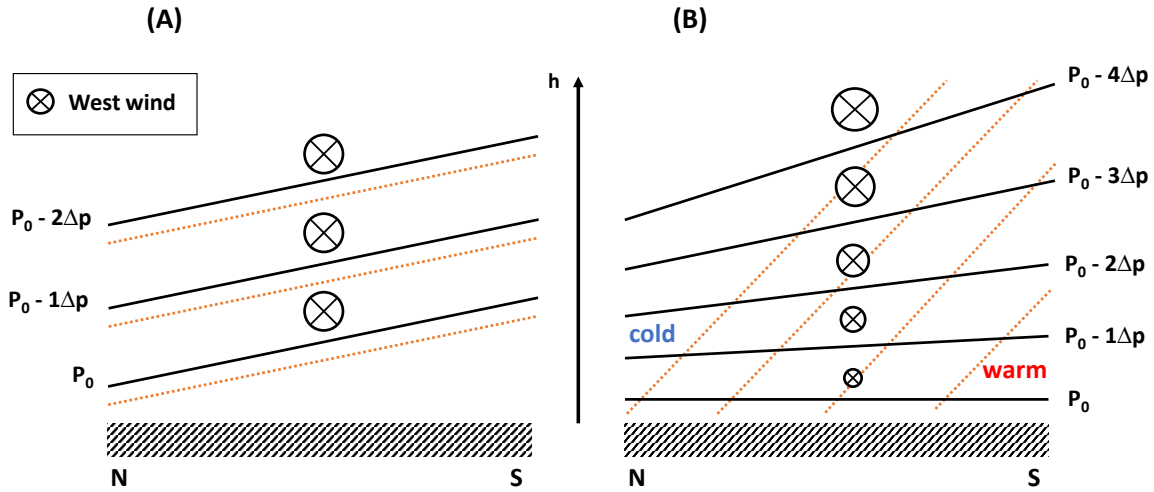 (A)
(B)
West wind
h
P₀ - 4Δp
P₀ - 3Δp
P₀ - 2Δp
P₀ - 2Δp
P₀ - 1Δp
cold
P₀ - 1Δp
warm
P₀
P₀
N
S
N
S